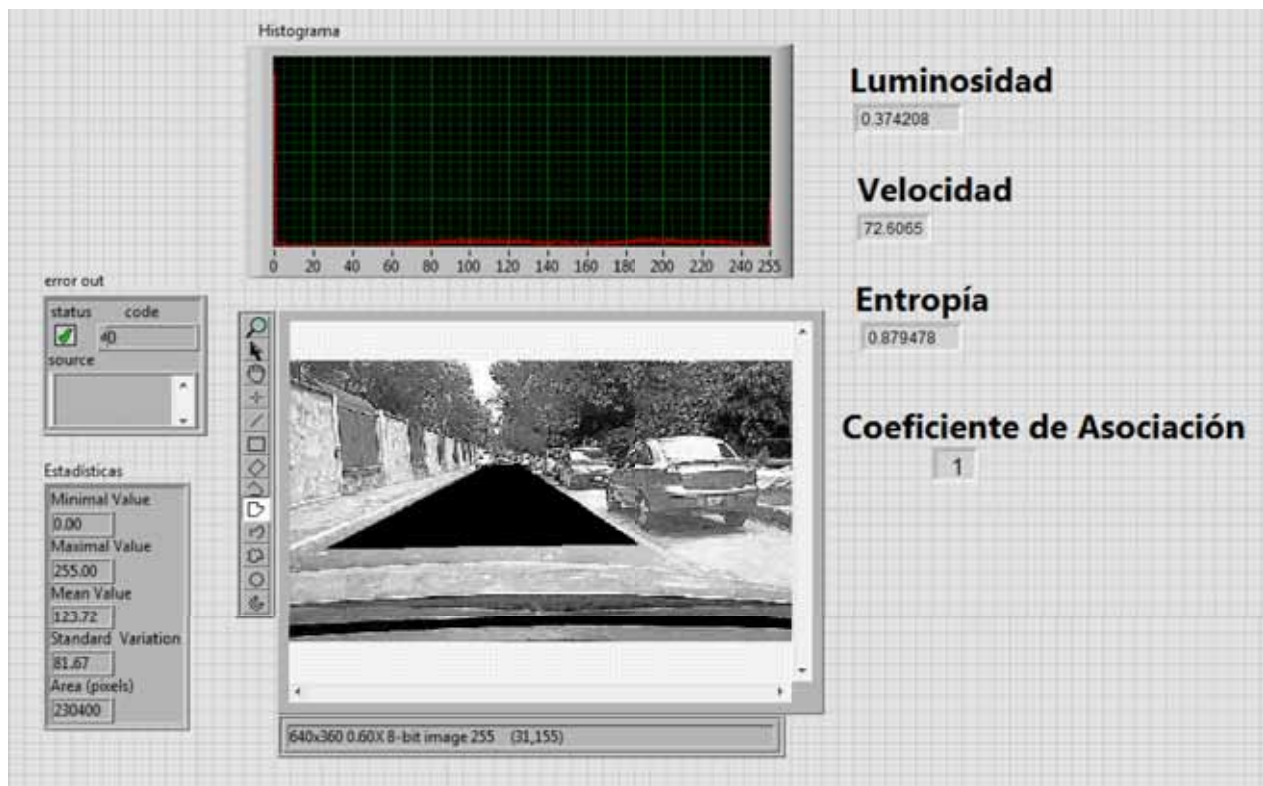 Histograma
0 20 40 60 80 100 120 140 160 180 200 220 240 255
Luminosidad
0.374208
Velocidad
72.6065
Entropía
0.879478
Coeficiente de Asociación
1
error out
status code
source
Estadísticas
Minimal Value
0.00
Maximal Value
255.00
Mean Value
123.72
Standard Variation
81.67
Area (pixels)
230400
640x360 0.60X 8-bit image 255 (31,155)